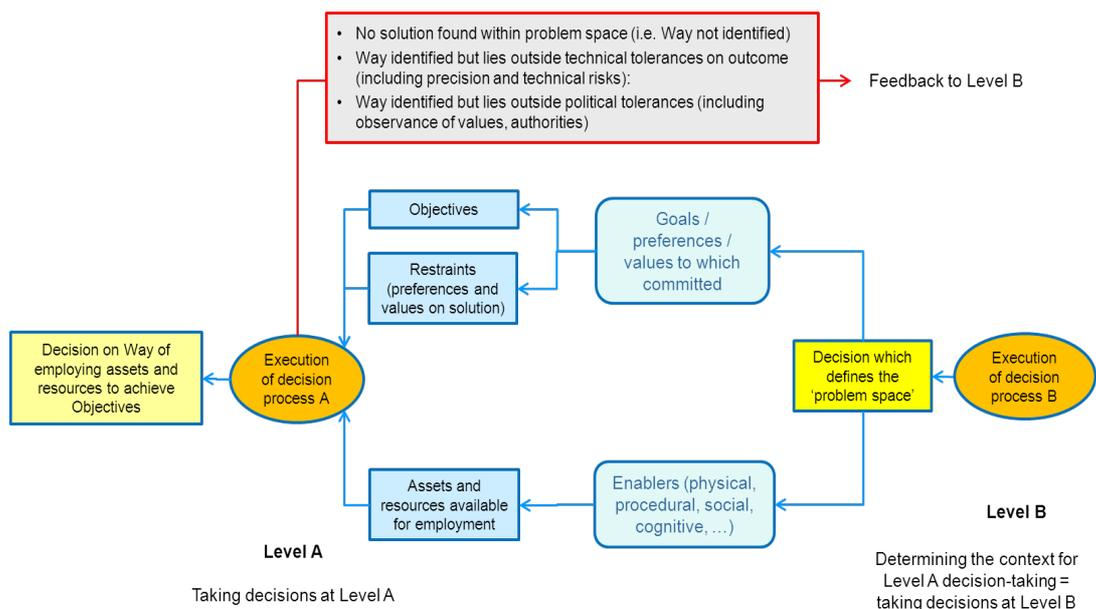 • No solution found within problem space (i.e. Way not identified)
• Way identified but lies outside technical tolerances on outcome
(including precision and technical risks):
• Way identified but lies outside political tolerances (including
observance of values, authorities)
Feedback to Level B
Objectives
Restraints
(preferences and
values on solution)
Goals /
preferences /
values to which
committed
Decision on Way of
employing assets and
resources to achieve
Objectives
Execution
of decision
process A
Decision which
defines the
‘problem space’
Execution
of decision
process B
Assets and
resources available
for employment
Enablers (physical,
procedural, social,
cognitive, …)
Level B
Level A
Determining the context for
Level A decision-taking =
taking decisions at Level B
Taking decisions at Level A